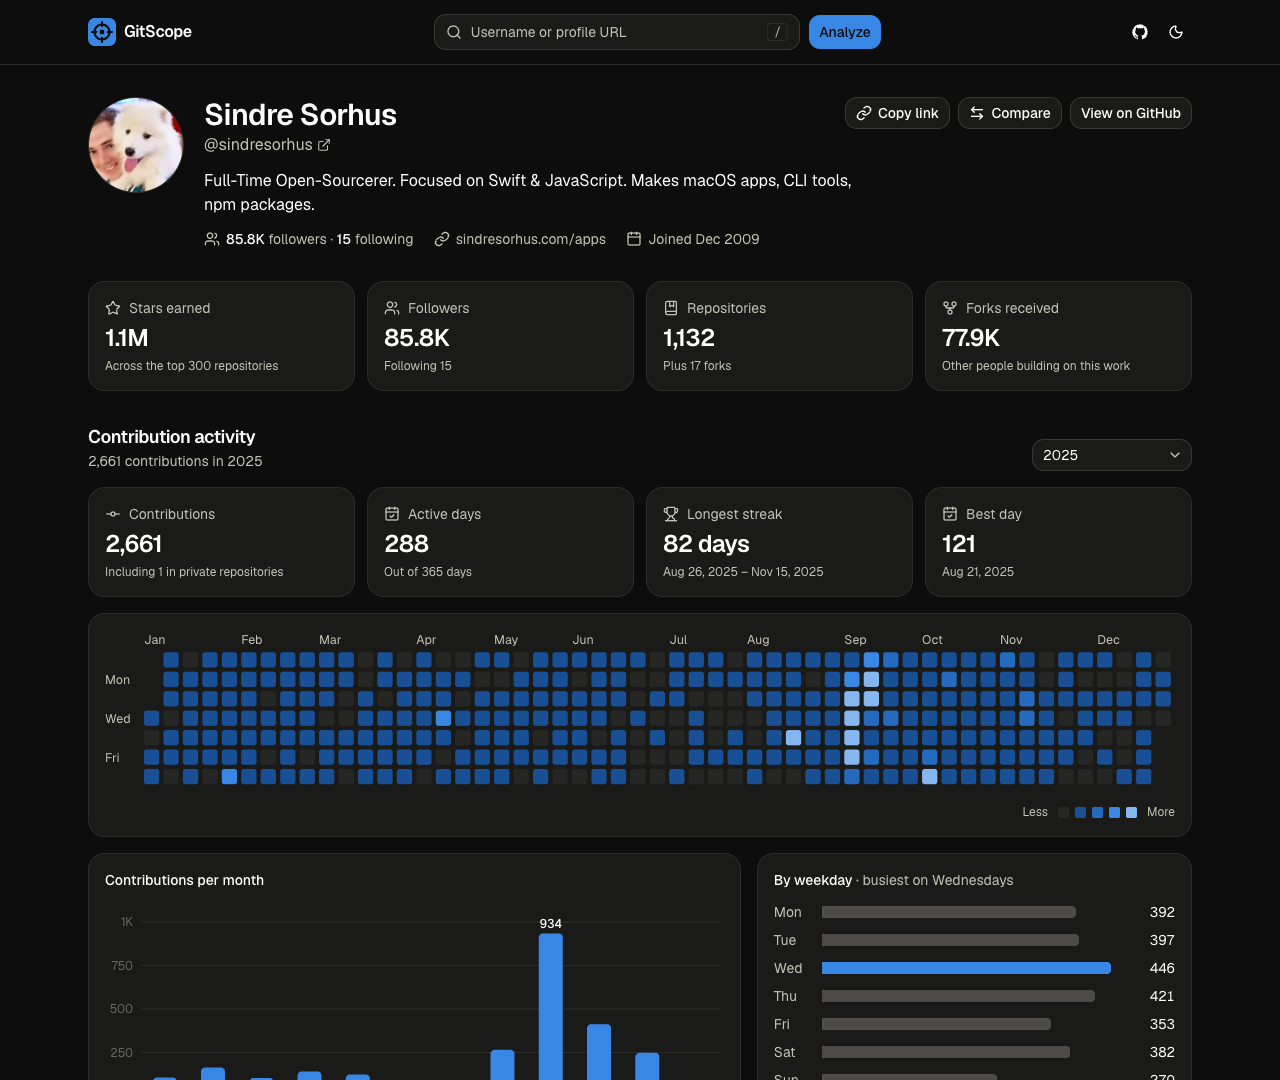 GitScope
Username or profile URL
/
Analyze
Sindre Sorhus
@sindresorhus
Copy link
Compare
View on GitHub
Full-Time Open-Sourcerer. Focused on Swift & JavaScript. Makes macOS apps, CLI tools,
npm packages.
85.8K followers · 15 following
sindresorhus.com/apps
Joined Dec 2009
Stars earned
1.1M
Across the top 300 repositories
Followers
85.8K
Following 15
Repositories
1,132
Plus 17 forks
Forks received
77.9K
Other people building on this work
Contribution activity
2,661 contributions in 2025
2025
Contributions
2,661
Including 1 in private repositories
Active days
288
Out of 365 days
Longest streak
82 days
Aug 26, 2025 – Nov 15, 2025
Best day
121
Aug 21, 2025
Jan Feb Mar Apr May Jun Jul Aug Sep Oct Nov Dec
Mon
Wed
Fri
Less More
Contributions per month
1K
934
750
500
250
By weekday · busiest on Wednesdays
Mon 392
Tue 397
Wed 446
Thu 421
Fri 353
Sat 382
Sun 270